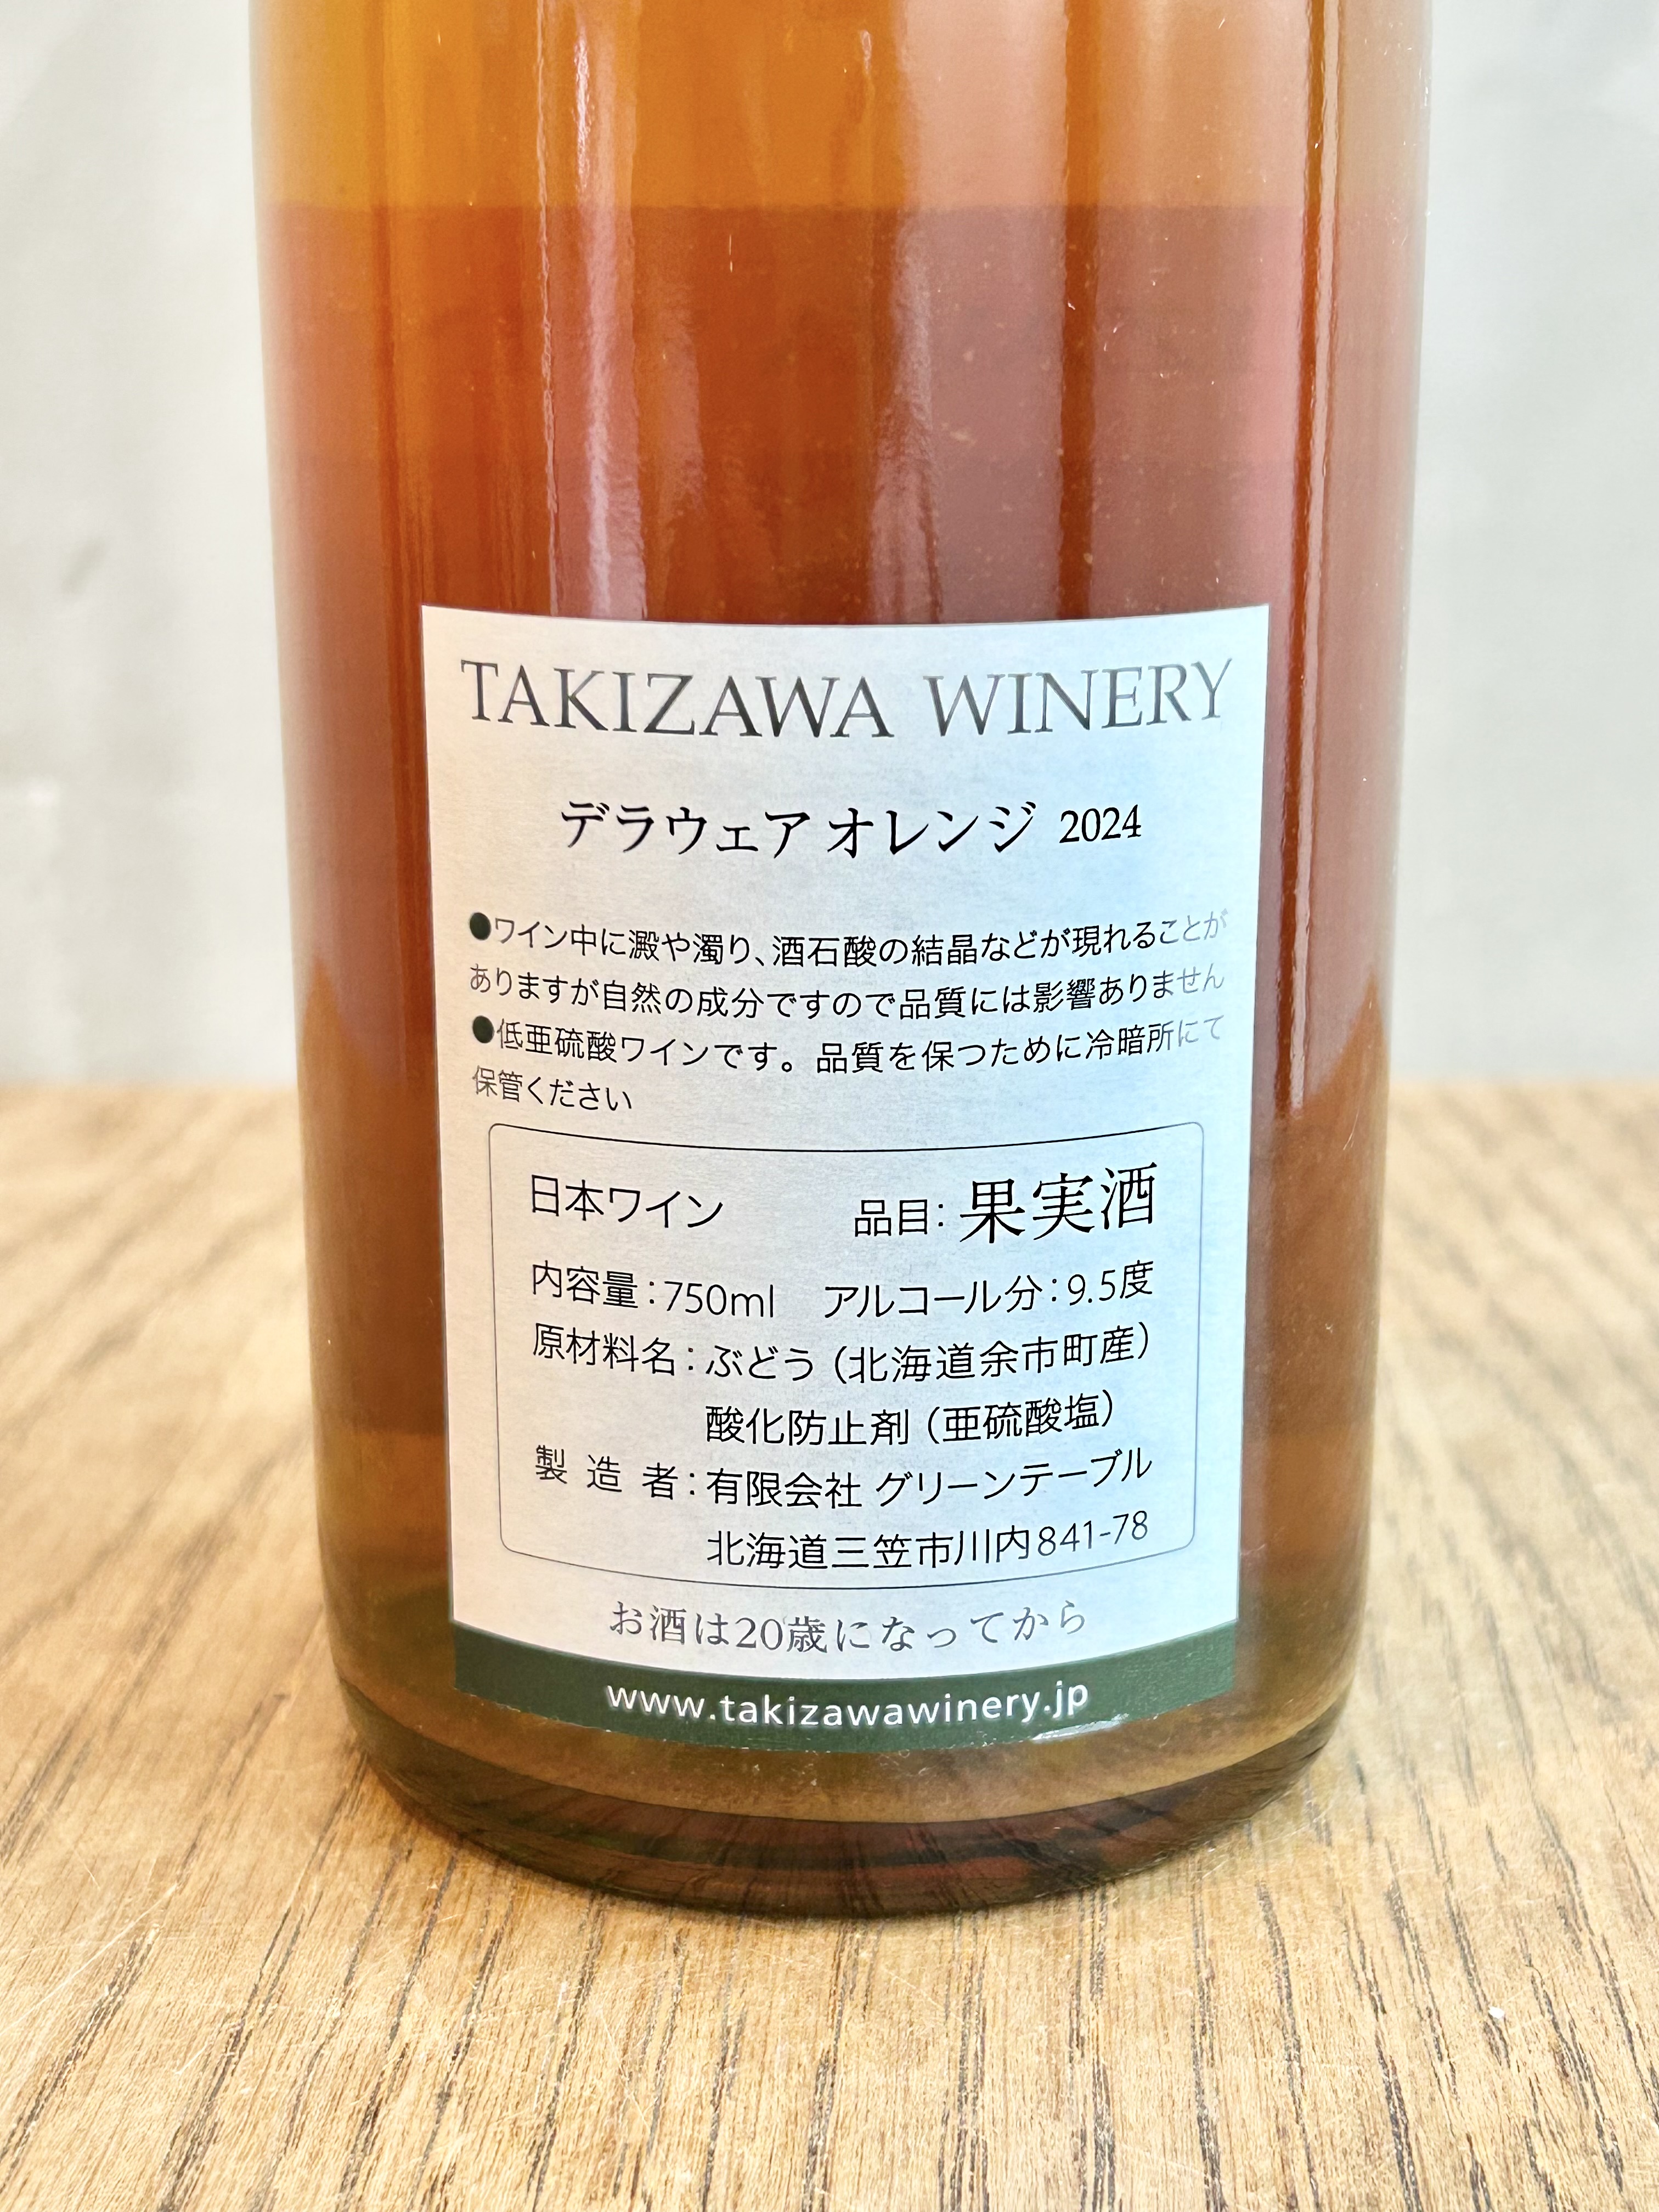 TAKIZAWA WINERY
デラウェア オレンジ 2024
●ワイン中に澱や濁り、酒石酸の結晶などが現れることが
ありますが自然の成分ですので品質には影響ありません
●低亜硫酸ワインです。品質を保つために冷暗所にて
保管ください
日本ワイン 品目：果実酒
内容量：750ml アルコール分：9.5度
原材料名：ぶどう（北海道余市町産）
酸化防止剤（亜硫酸塩）
製造者：有限会社 グリーンテーブル
北海道三笠市川内841-78
お酒は20歳になってから
www.takizawawinery.jp